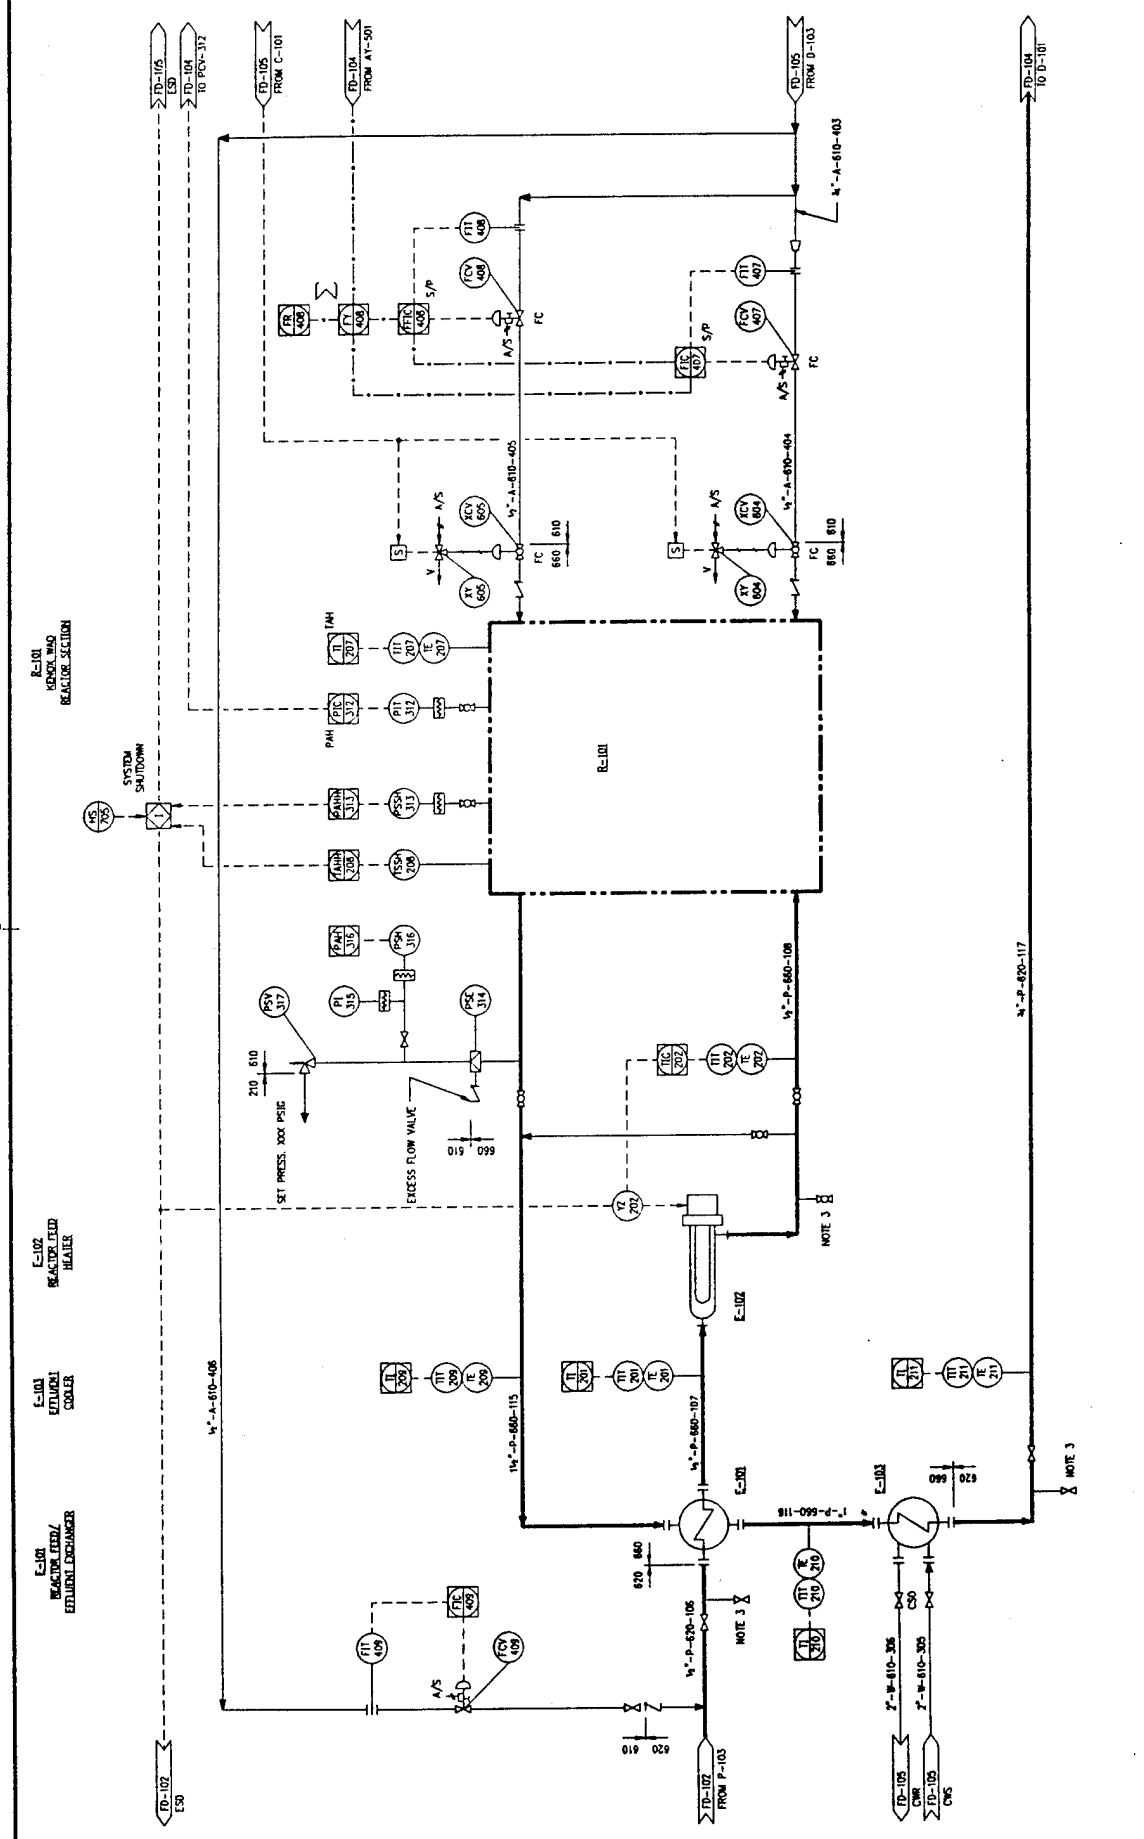 E-101
REACTOR FEED/
EFFLUENT EXCHANGER
E-103
EFFLUENT
COOLER
E-102
REACTOR FEED
HEATER
R-101
KENOX WAO
REACTOR SECTION
FD-102
ESD
HS
705
I
SYSTEM
SHUTDOWN
FD-105
ESD
FD-104
TO PCV-312
FD-105
FROM C-101
FD-104
FROM AY-501
FD-105
FROM D-103
FD-104
TO D-101
½"-A-610-406
FIT
409
FIC
409
A/S
FCV
409
610
620
FD-102
FROM P-103
½"-P-620-106
NOTE 3
620
660
E-101
½"-P-660-107
TI
201
TIT
201
TE
201
TI
209
TIT
209
TE
209
1½"-P-660-115
1"-P-660-116
TE
210
TIT
210
TI
210
E-103
660
620
CSO
2"-W-610-306
2"-W-610-305
FD-105
CWR
FD-105
CWS
NOTE 3
TI
211
TIT
211
TE
211
¾"-P-620-117
E-102
YZ
202
NOTE 3
TIC
202
TIT
202
TE
202
½"-P-660-108
SET PRESS. XXX PSIG
210
610
PSV
317
EXCESS FLOW VALVE
610
660
PSE
314
PI
315
PAH
316
PSH
316
TAHH
208
TSSH
208
PAHH
313
PSSH
313
PAH
PIC
312
PIT
312
TAH
TI
207
TIT
207
TE
207
R-101
S
A/S
V
XY
605
XCV
605
FC
660
610
½"-A-610-405
S
A/S
V
XY
604
XCV
604
FC
660
610
½"-A-610-404
FR
408
FY
408
Σ
FFIC
408
S/P
FIT
408
FCV
408
A/S
FC
FIC
407
S/P
FIT
407
FCV
407
A/S
FC
¾"-A-610-403